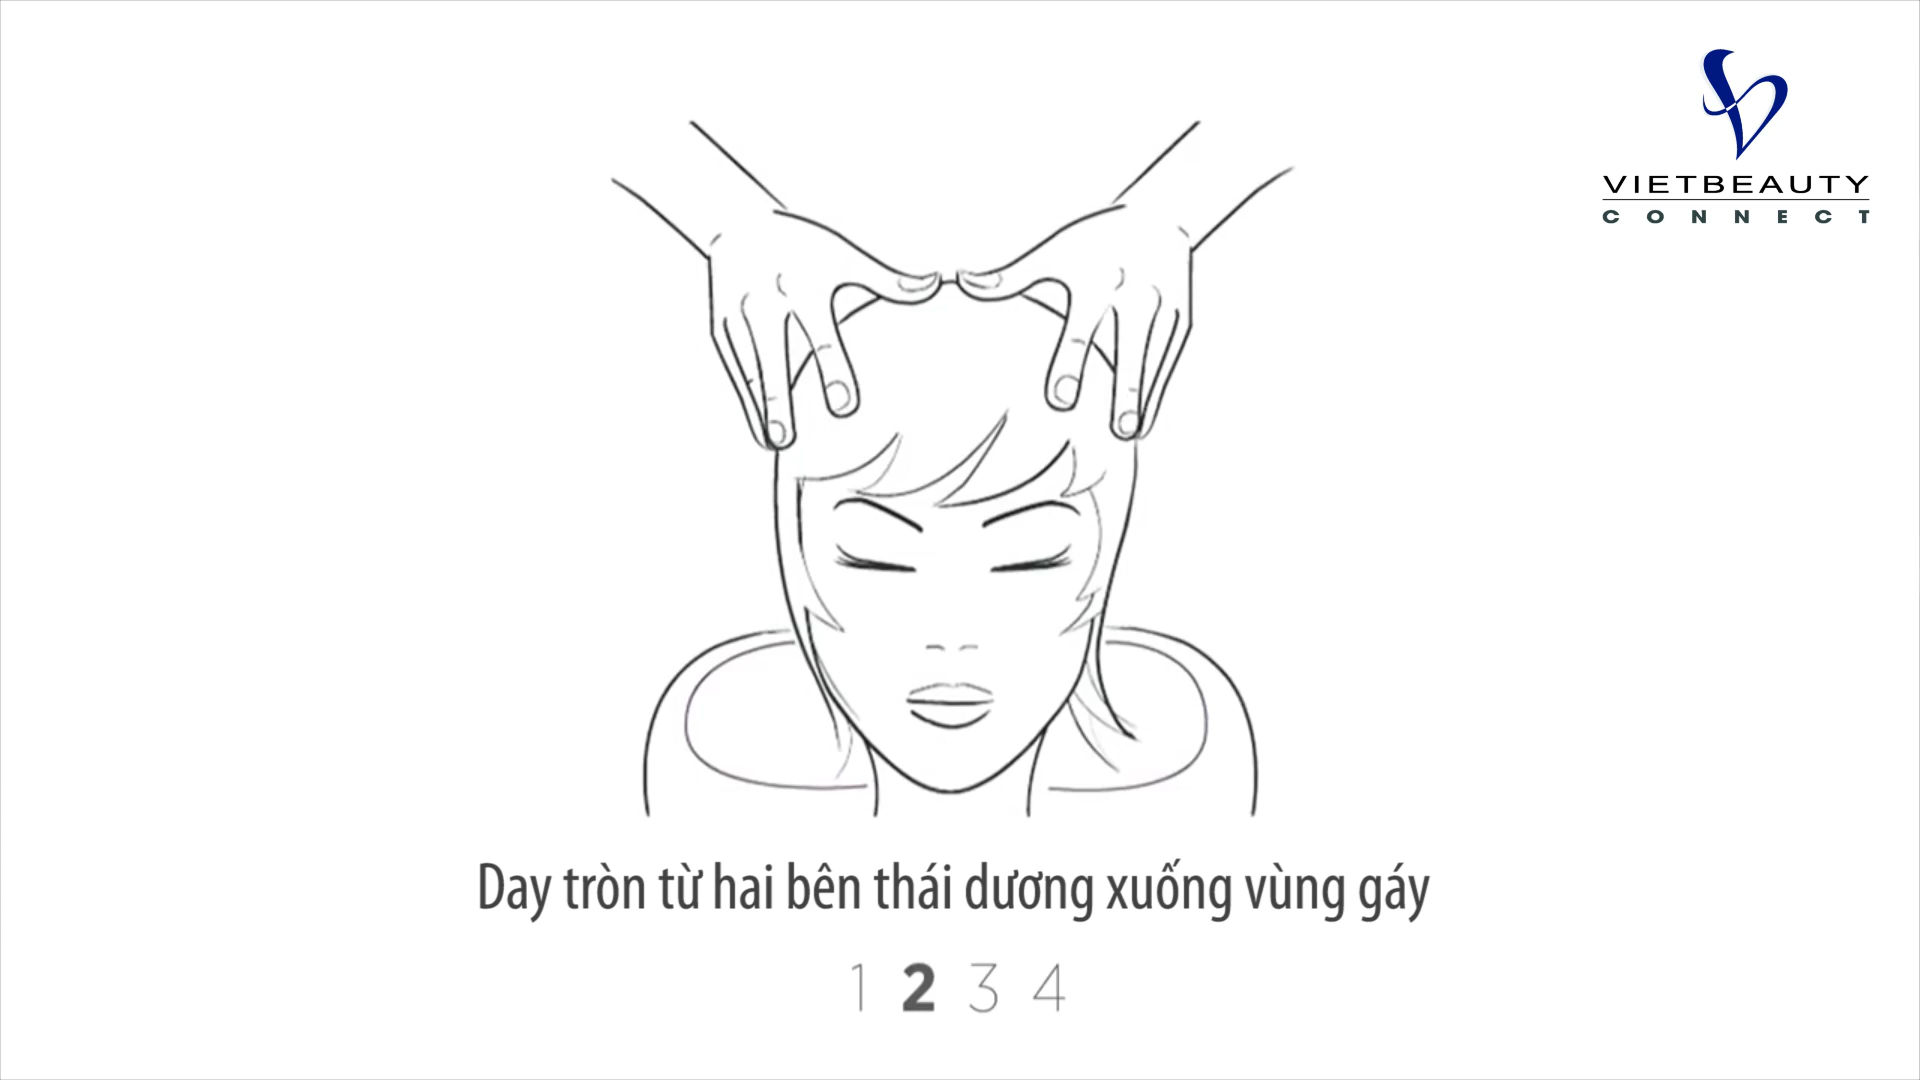 VIETBEAUTY
CONNECT
Day tròn từ hai bên thái dương xuống vùng gáy
1 2 3 4